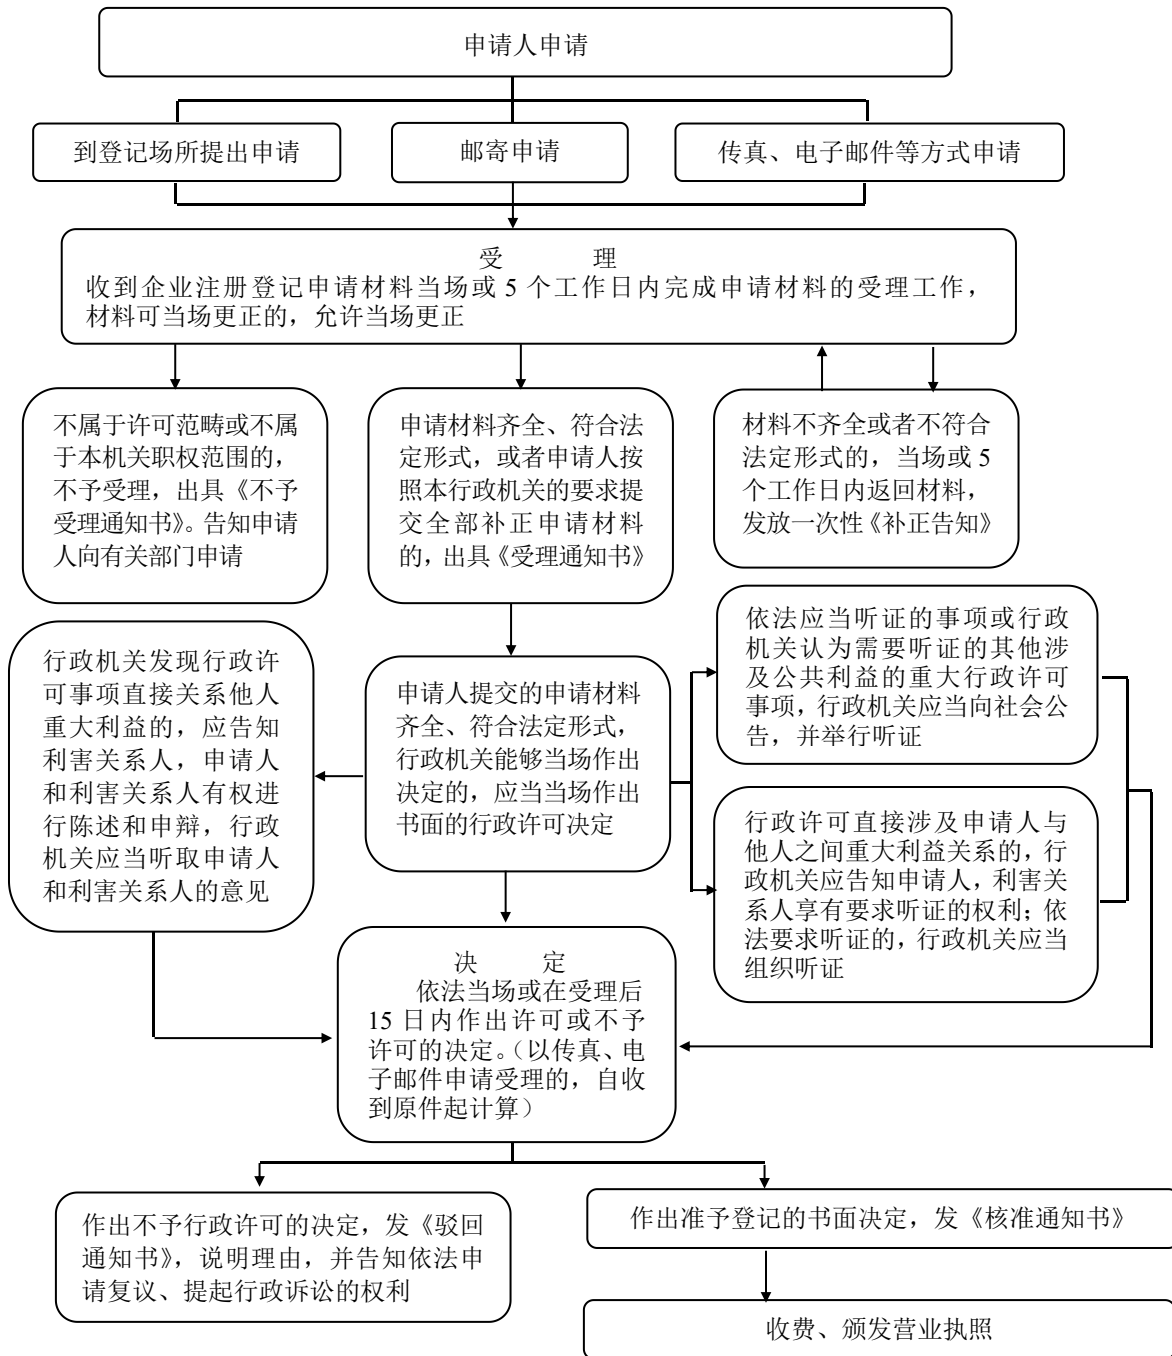 申请人申请
到登记场所提出申请
邮寄申请
传真、电子邮件等方式申请
受 理
收到企业注册登记申请材料当场或 5 个工作日内完成申请材料的受理工作，
材料可当场更正的，允许当场更正
不属于许可范畴或不属
于本机关职权范围的，
不予受理，出具《不予
受理通知书》。告知申请
人向有关部门申请
申请材料齐全、符合法
定形式，或者申请人按
照本行政机关的要求提
交全部补正申请材料
的，出具《受理通知书》
材料不齐全或者不符合
法定形式的，当场或 5
个工作日内返回材料，
发放一次性《补正告知》
行政机关发现行政许
可事项直接关系他人
重大利益的，应告知
利害关系人，申请人
和利害关系人有权进
行陈述和申辩，行政
机关应当听取申请人
和利害关系人的意见
申请人提交的申请材料
齐全、符合法定形式，
行政机关能够当场作出
决定的，应当当场作出
书面的行政许可决定
依法应当听证的事项或行政
机关认为需要听证的其他涉
及公共利益的重大行政许可
事项，行政机关应当向社会公
告，并举行听证
行政许可直接涉及申请人与
他人之间重大利益关系的，行
政机关应告知申请人，利害关
系人享有要求听证的权利；依
法要求听证的，行政机关应当
组织听证
决 定
依法当场或在受理后
15 日内作出许可或不予
许可的决定。（以传真、电
子邮件申请受理的，自收
到原件起计算）
作出不予行政许可的决定，发《驳回
通知书》，说明理由，并告知依法申
请复议、提起行政诉讼的权利
作出准予登记的书面决定，发《核准通知书》
收费、颁发营业执照